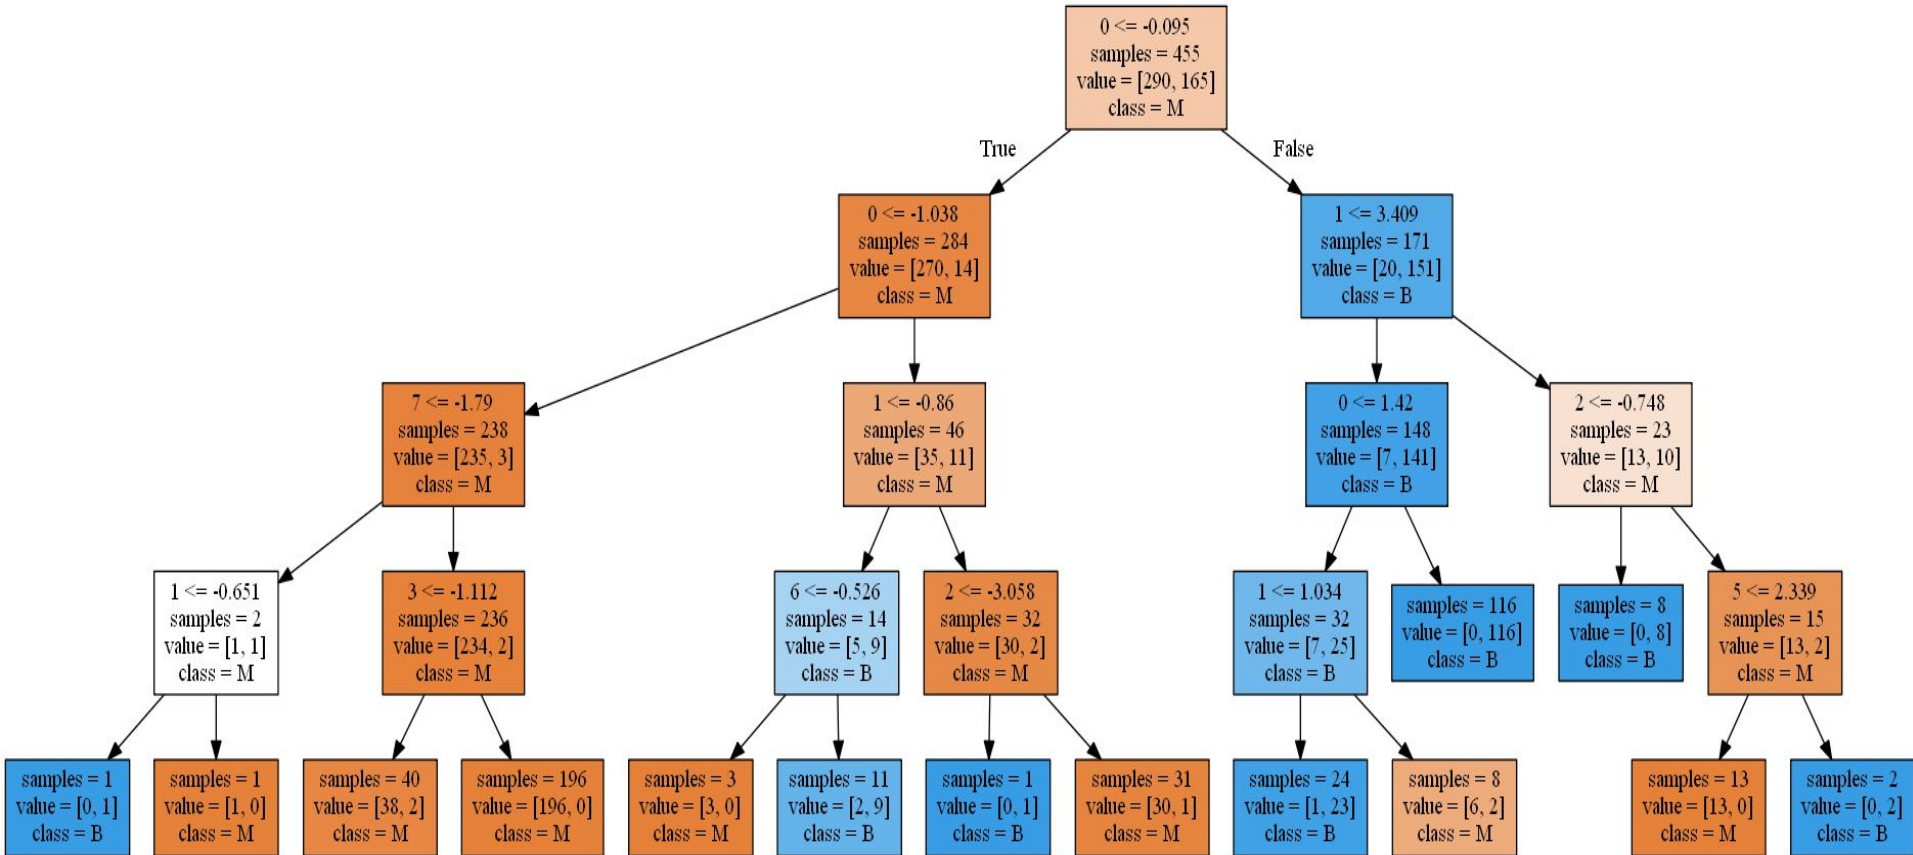 0 <= -0.095
samples = 455
value = [290, 165]
class = M
True
False
0 <= -1.038
samples = 284
value = [270, 14]
class = M
1 <= 3.409
samples = 171
value = [20, 151]
class = B
7 <= -1.79
samples = 238
value = [235, 3]
class = M
1 <= -0.86
samples = 46
value = [35, 11]
class = M
0 <= 1.42
samples = 148
value = [7, 141]
class = B
2 <= -0.748
samples = 23
value = [13, 10]
class = M
1 <= -0.651
samples = 2
value = [1, 1]
class = M
3 <= -1.112
samples = 236
value = [234, 2]
class = M
6 <= -0.526
samples = 14
value = [5, 9]
class = B
2 <= -3.058
samples = 32
value = [30, 2]
class = M
1 <= 1.034
samples = 32
value = [7, 25]
class = B
samples = 116
value = [0, 116]
class = B
samples = 8
value = [0, 8]
class = B
5 <= 2.339
samples = 15
value = [13, 2]
class = M
samples = 1
value = [0, 1]
class = B
samples = 1
value = [1, 0]
class = M
samples = 40
value = [38, 2]
class = M
samples = 196
value = [196, 0]
class = M
samples = 3
value = [3, 0]
class = M
samples = 11
value = [2, 9]
class = B
samples = 1
value = [0, 1]
class = B
samples = 31
value = [30, 1]
class = M
samples = 24
value = [1, 23]
class = B
samples = 8
value = [6, 2]
class = M
samples = 13
value = [13, 0]
class = M
samples = 2
value = [0, 2]
class = B